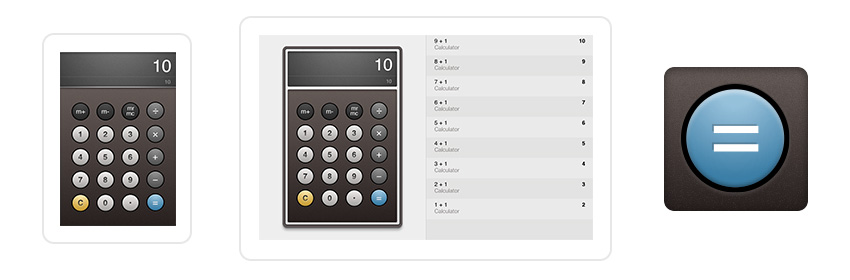 10
10
m+ m- mr mc ÷
1 2 3 ×
4 5 6 +
7 8 9 −
C 0 · =
10
10
m+ m- mr mc ÷
1 2 3 ×
4 5 6 +
7 8 9 −
C 0 · =
9 + 1 10
Calculator
8 + 1 9
Calculator
7 + 1 8
Calculator
6 + 1 7
Calculator
5 + 1 6
Calculator
4 + 1 5
Calculator
3 + 1 4
Calculator
2 + 1 3
Calculator
1 + 1 2
Calculator
=